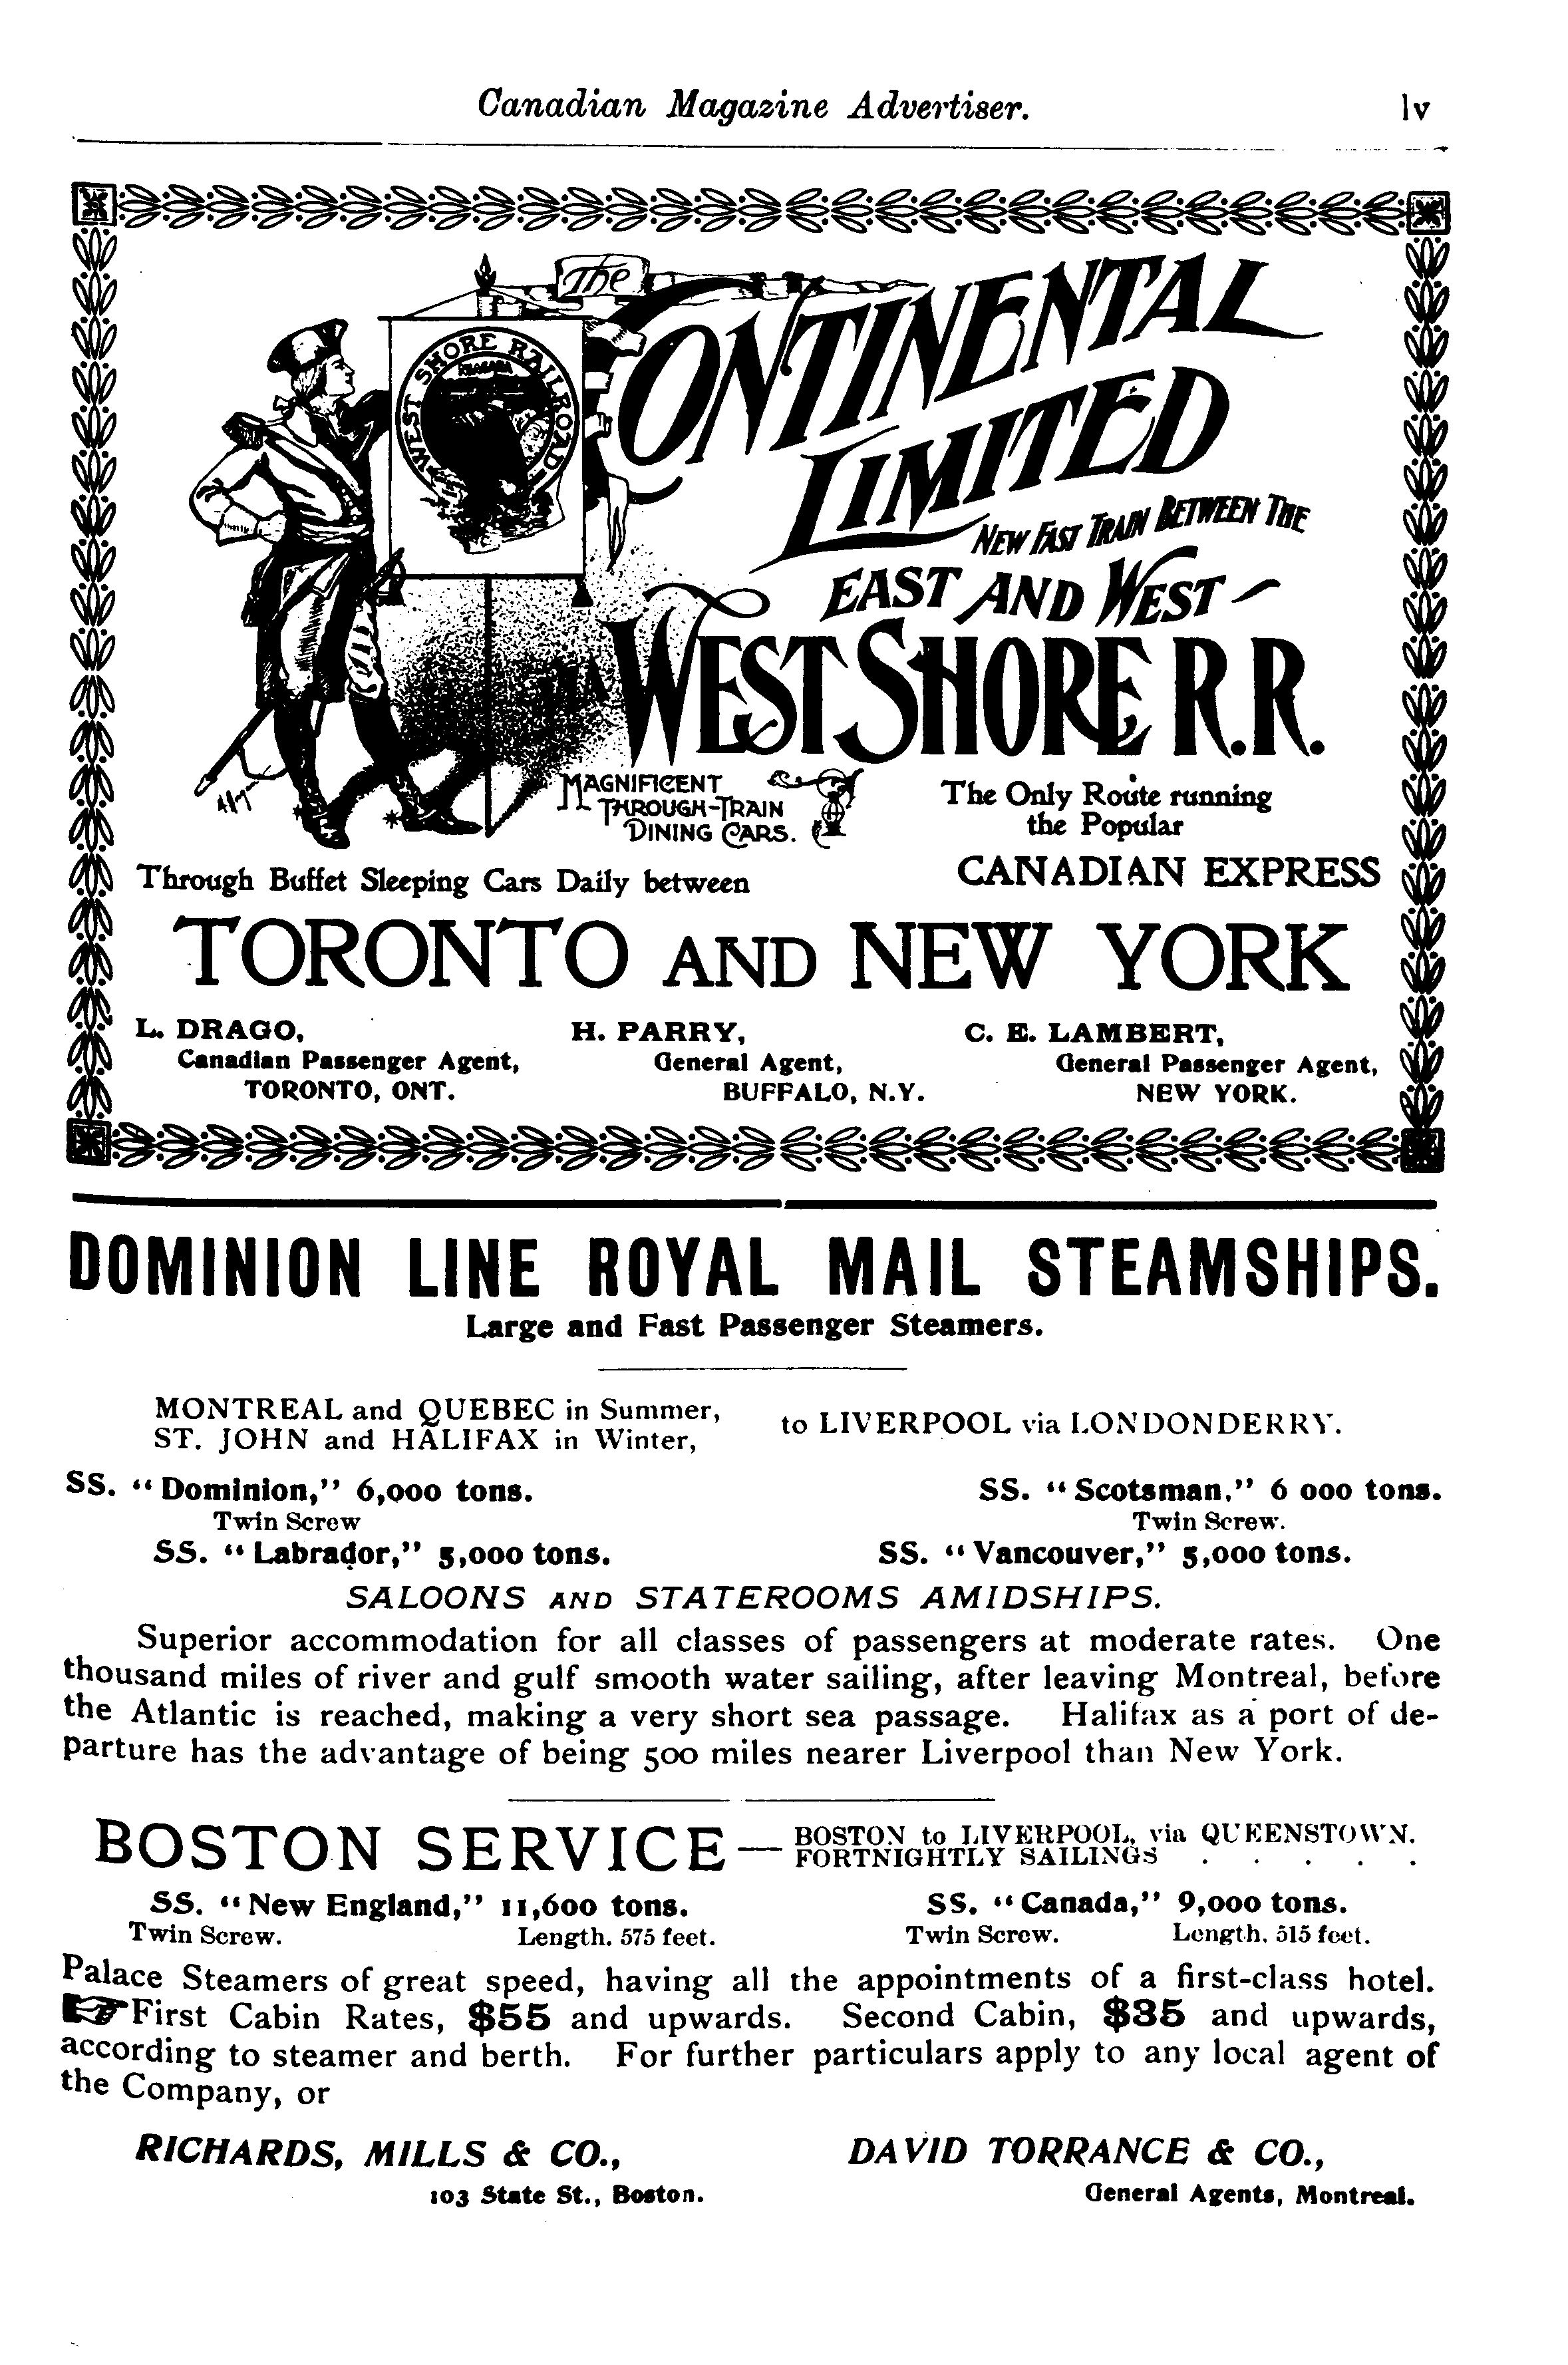 Canadian Magazine Advertiser. lv
The
CONTINENTAL
LIMITED
WEST SHORE RAILROAD
NIAGARA
NEW FAST TRAIN BETWEEN THE
EAST AND WEST
VIA WEST SHORE R.R.
MAGNIFICENT
THROUGH-TRAIN
DINING CARS.
The Only Route running
the Popular
CANADIAN EXPRESS
Through Buffet Sleeping Cars Daily between
TORONTO AND NEW YORK
L. DRAGO,
Canadian Passenger Agent,
TORONTO, ONT.
H. PARRY,
General Agent,
BUFFALO, N.Y.
C. E. LAMBERT,
General Passenger Agent,
NEW YORK.
DOMINION LINE ROYAL MAIL STEAMSHIPS.
Large and Fast Passenger Steamers.
MONTREAL and QUEBEC in Summer,
ST. JOHN and HALIFAX in Winter,
to LIVERPOOL via LONDONDERRY.
SS. "Dominion," 6,000 tons.
Twin Screw
SS. "Scotsman," 6 000 tons.
Twin Screw.
SS. "Labrador," 5,000 tons.
SS. "Vancouver," 5,000 tons.
SALOONS AND STATEROOMS AMIDSHIPS.
Superior accommodation for all classes of passengers at moderate rates. One
thousand miles of river and gulf smooth water sailing, after leaving Montreal, before
the Atlantic is reached, making a very short sea passage. Halifax as a port of de-
parture has the advantage of being 500 miles nearer Liverpool than New York.
BOSTON SERVICE—
BOSTON to LIVERPOOL, via QUEENSTOWN.
FORTNIGHTLY SAILINGS . . . . .
SS. "New England," 11,600 tons.
Twin Screw. Length. 575 feet.
SS. "Canada," 9,000 tons.
Twin Screw. Length. 515 feet.
Palace Steamers of great speed, having all the appointments of a first-class hotel.
☞First Cabin Rates, $55 and upwards. Second Cabin, $35 and upwards,
according to steamer and berth. For further particulars apply to any local agent of
the Company, or
RICHARDS, MILLS & CO.,
103 State St., Boston.
DAVID TORRANCE & CO.,
General Agents, Montreal.